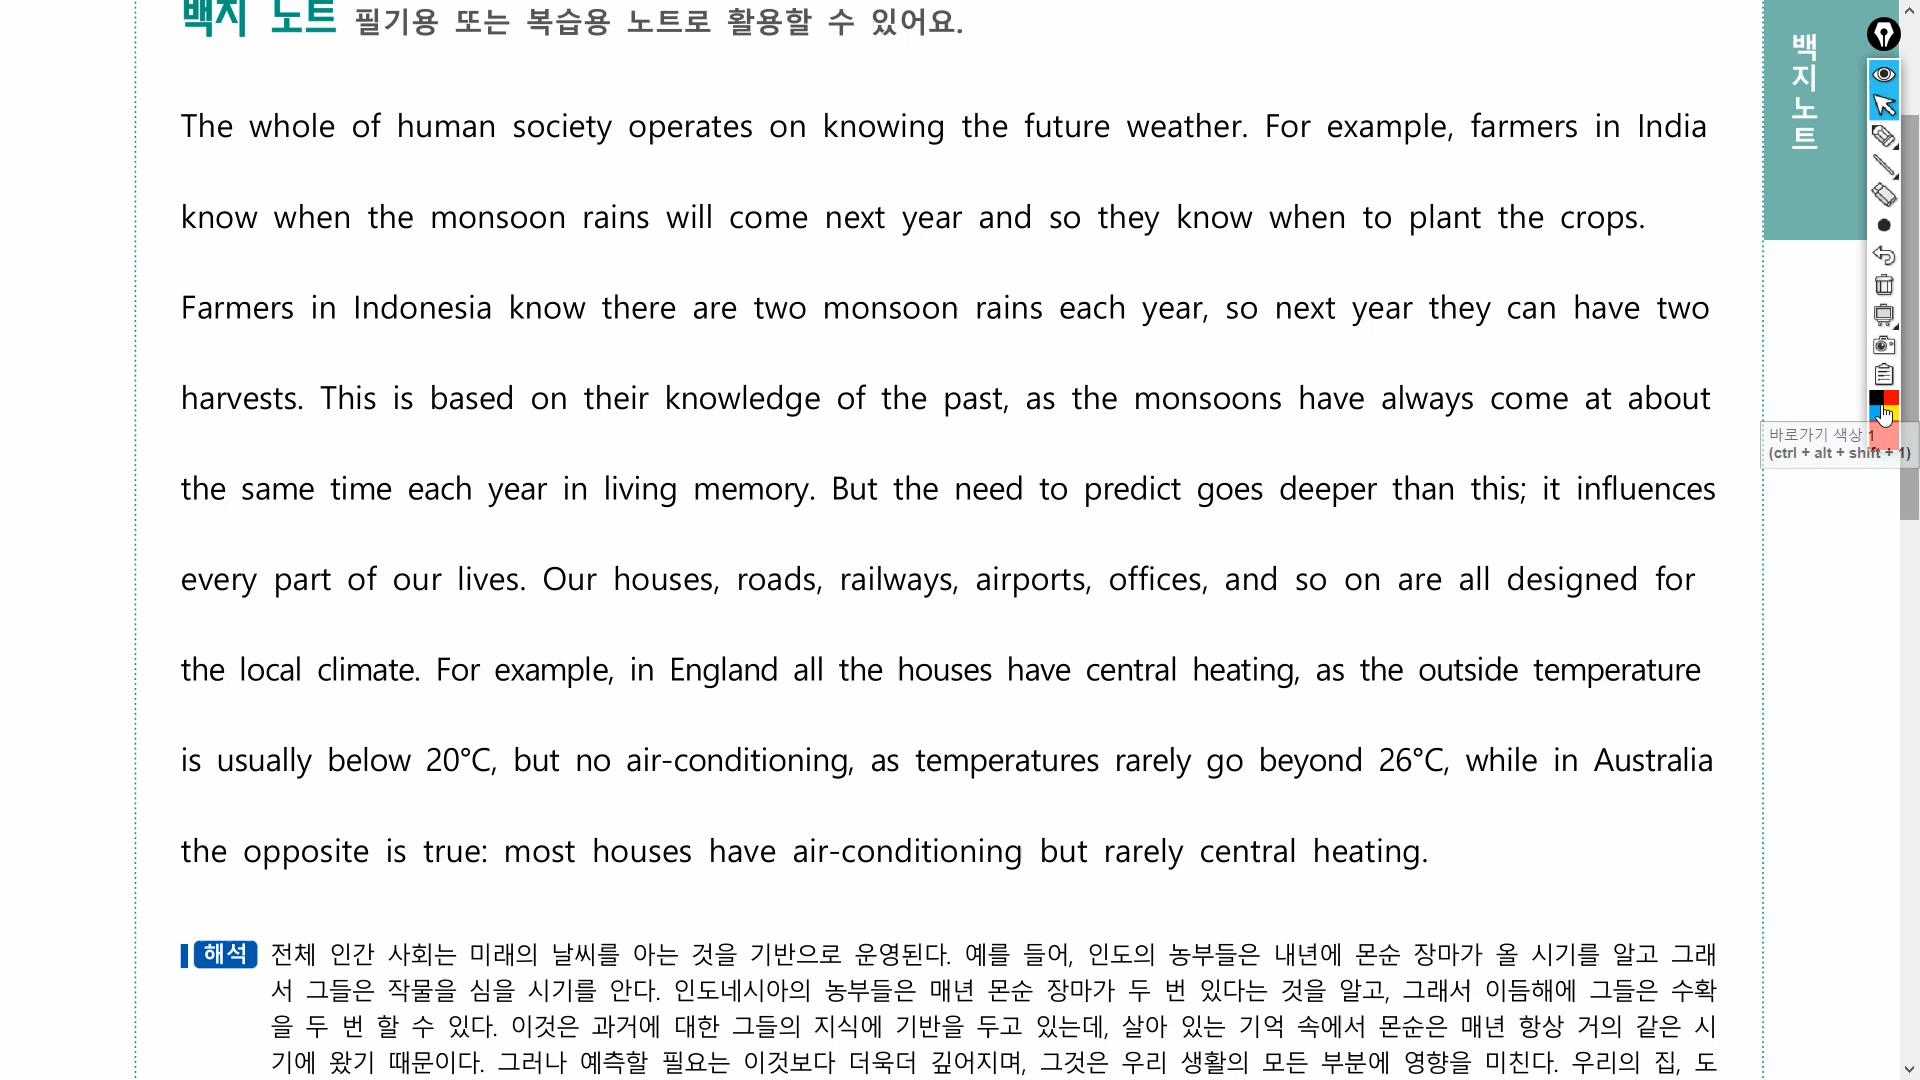 백지 노트 필기용 또는 복습용 노트로 활용할 수 있어요.
The whole of human society operates on knowing the future weather. For example, farmers in India
know when the monsoon rains will come next year and so they know when to plant the crops.
Farmers in Indonesia know there are two monsoon rains each year, so next year they can have two
harvests. This is based on their knowledge of the past, as the monsoons have always come at about
the same time each year in living memory. But the need to predict goes deeper than this; it influences
every part of our lives. Our houses, roads, railways, airports, offices, and so on are all designed for
the local climate. For example, in England all the houses have central heating, as the outside temperature
is usually below 20°C, but no air-conditioning, as temperatures rarely go beyond 26°C, while in Australia
the opposite is true: most houses have air-conditioning but rarely central heating.
해석 전체 인간 사회는 미래의 날씨를 아는 것을 기반으로 운영된다. 예를 들어, 인도의 농부들은 내년에 몬순 장마가 올 시기를 알고 그래
서 그들은 작물을 심을 시기를 안다. 인도네시아의 농부들은 매년 몬순 장마가 두 번 있다는 것을 알고, 그래서 이듬해에 그들은 수확
을 두 번 할 수 있다. 이것은 과거에 대한 그들의 지식에 기반을 두고 있는데, 살아 있는 기억 속에서 몬순은 매년 항상 거의 같은 시
기에 왔기 때문이다. 그러나 예측할 필요는 이것보다 더욱더 깊어지며, 그것은 우리 생활의 모든 부분에 영향을 미친다. 우리의 집, 도
백지노트
바로가기 색상 1
(ctrl + alt + shift + 1)